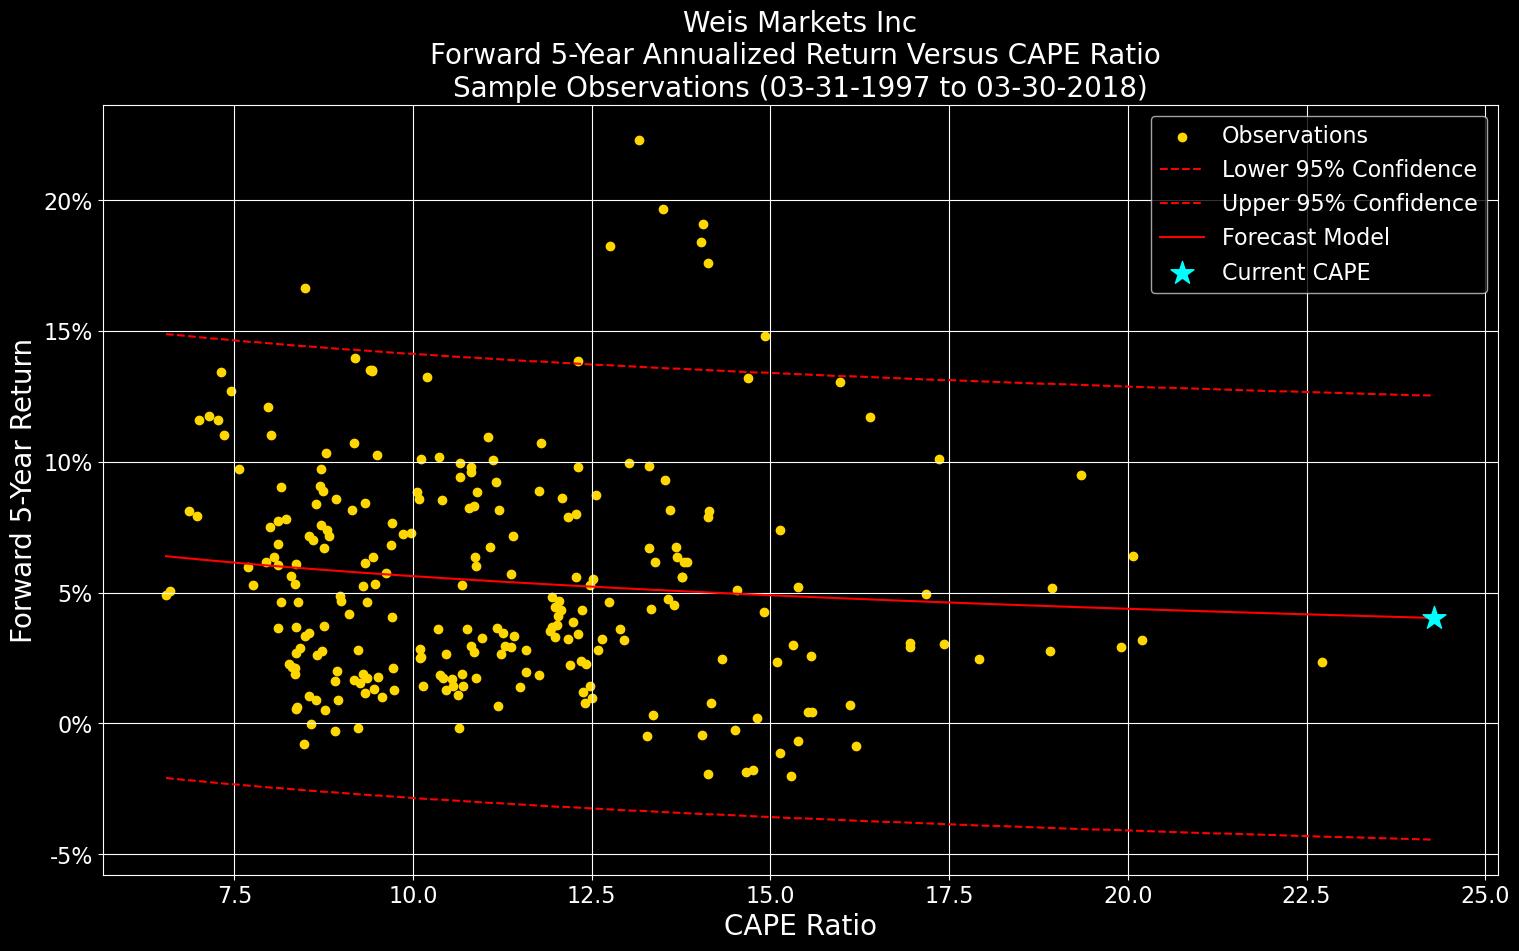 Weis Markets Inc
Forward 5-Year Annualized Return Versus CAPE Ratio
Sample Observations (03-31-1997 to 03-30-2018)
Observations
Lower 95% Confidence
Upper 95% Confidence
Forecast Model
Current CAPE
Forward 5-Year Return
20%
15%
10%
5%
0%
-5%
7.5 10.0 12.5 15.0 17.5 20.0 22.5 25.0
CAPE Ratio